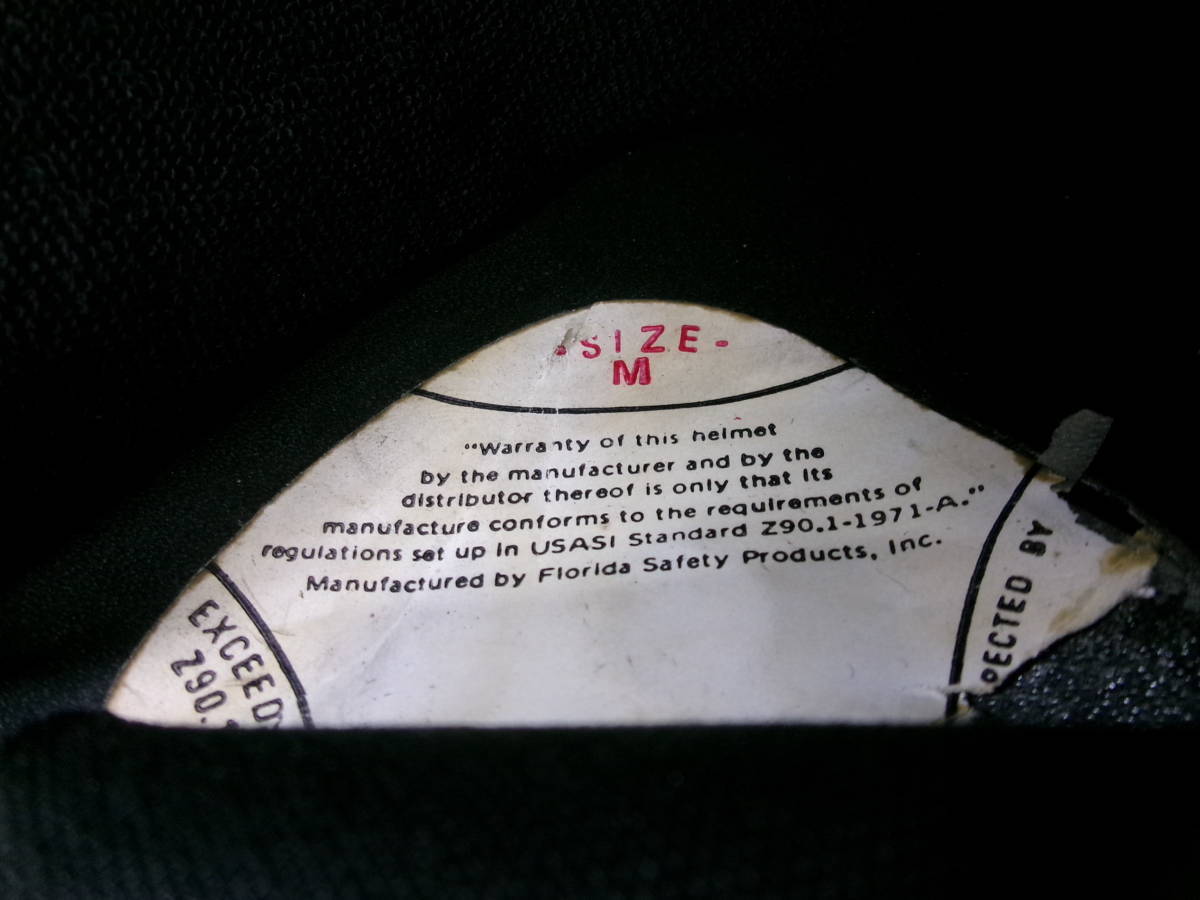 -SIZE-
M
"Warranty of this helmet
by the manufacturer and by the
distributor thereof is only that its
manufacture conforms to the requirements of
regulations set up in USASI Standard Z90.1-1971-A."
Manufactured by Florida Safety Products, Inc.
EXCEED
Z90.
PECTED BY